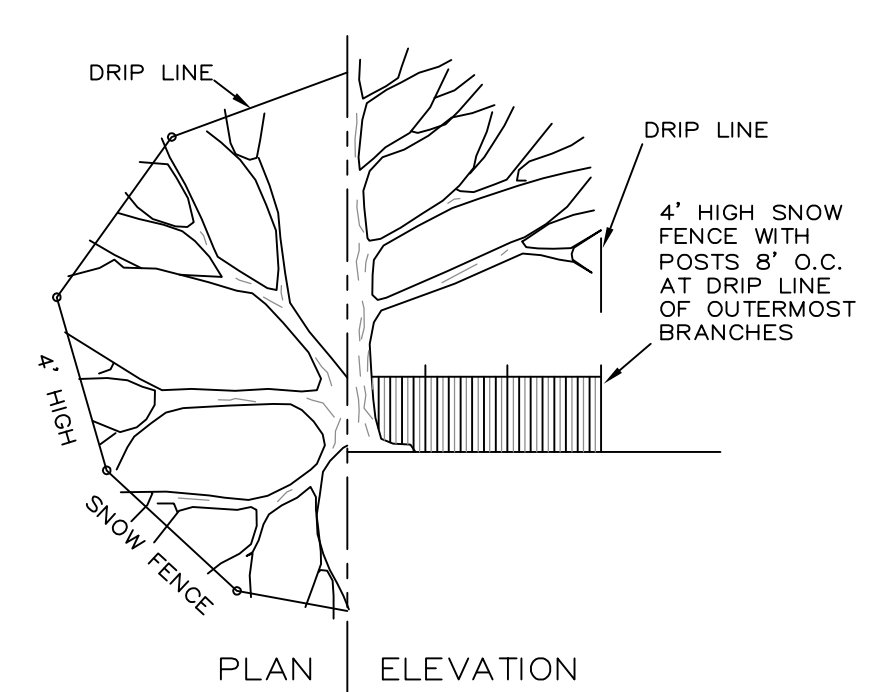 DRIP LINE
DRIP LINE
4' HIGH SNOW
FENCE WITH
POSTS 8' O.C.
AT DRIP LINE
OF OUTERMOST
BRANCHES
4' HIGH
SNOW FENCE
PLAN
ELEVATION